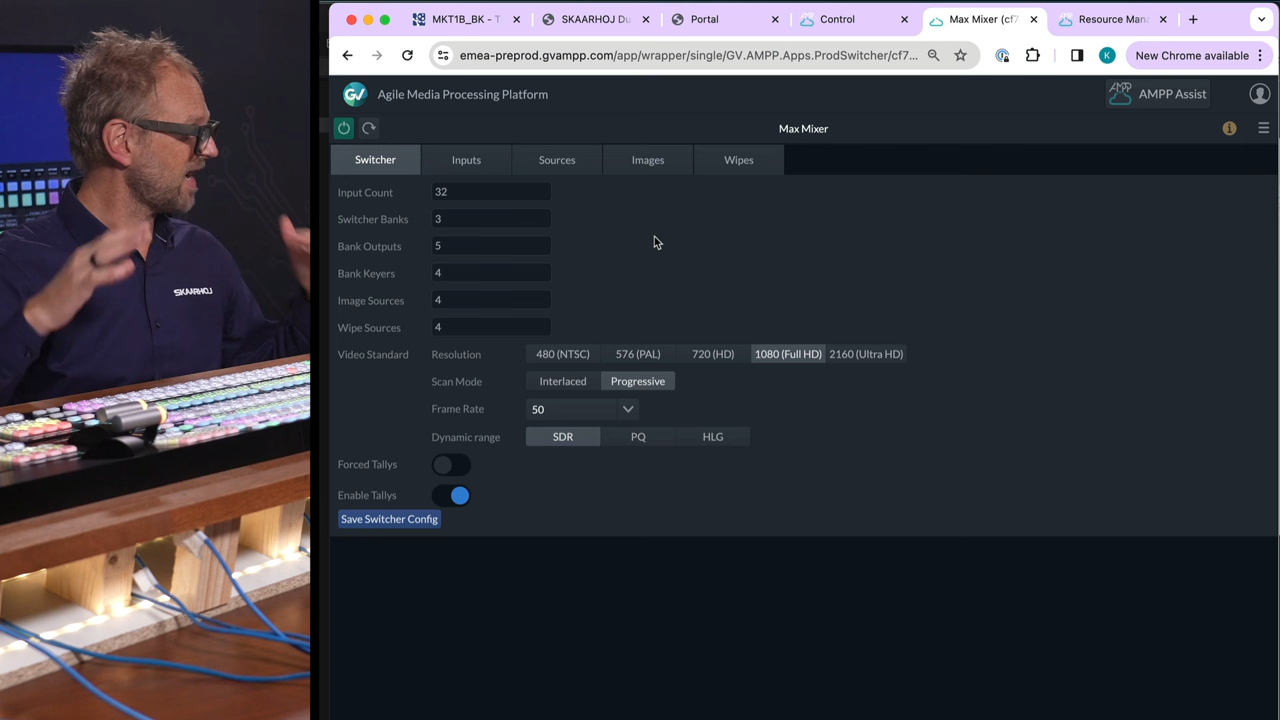 MKT1B_BK - T
SKAARHOJ Du
Portal
Control
Max Mixer (cf7
Resource Man
emea-preprod.gvampp.com/app/wrapper/single/GV.AMPP.Apps.ProdSwitcher/cf7...
K
New Chrome available
GV
Agile Media Processing Platform
AMPP
AMPP Assist
Max Mixer
Switcher
Inputs
Sources
Images
Wipes
Input Count 32
Switcher Banks 3
Bank Outputs 5
Bank Keyers 4
Image Sources 4
Wipe Sources 4
Video Standard Resolution 480 (NTSC) 576 (PAL) 720 (HD) 1080 (Full HD) 2160 (Ultra HD)
Scan Mode Interlaced Progressive
Frame Rate 50
Dynamic range SDR PQ HLG
Forced Tallys
Enable Tallys
Save Switcher Config
SKAARHOJ